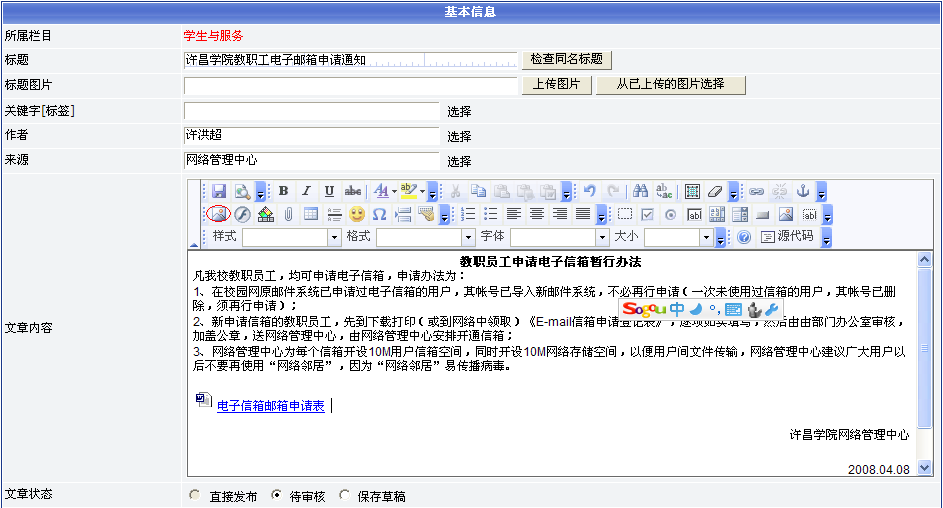 基本信息
所属栏目 学生与服务
标题 许昌学院教职工电子邮箱申请通知 检查同名标题
标题图片 上传图片 从已上传的图片选择
关键字[标签] 选择
作者 许洪超 选择
来源 网络管理中心 选择
B I U abc
样式 格式 字体 大小 源代码
教职员工申请电子信箱暂行办法
凡我校教职员工，均可申请电子信箱，申请办法为：
1、在校园网原邮件系统已申请过电子信箱的用户，其帐号已导入新邮件系统，不必再行申请（一次未使用过信箱的用户，其帐号已删
除，须再行申请）；
Sogou 中
2、新申请信箱的教职员工，先到下载打印（或到网络中领取）《E-mail信箱申请登记表》，逐项如实填写，然后由由部门办公室审核，
加盖公章，送网络管理中心，由网络管理中心安排开通信箱；
文章内容
3、网络管理中心为每个信箱开设10M用户信箱空间，同时开设10M网络存储空间，以便用户间文件传输，网络管理中心建议广大用户以
后不要再使用“网络邻居”，因为“网络邻居”易传播病毒。
电子信箱邮箱申请表
许昌学院网络管理中心
2008.04.08
文章状态 直接发布 待审核 保存草稿